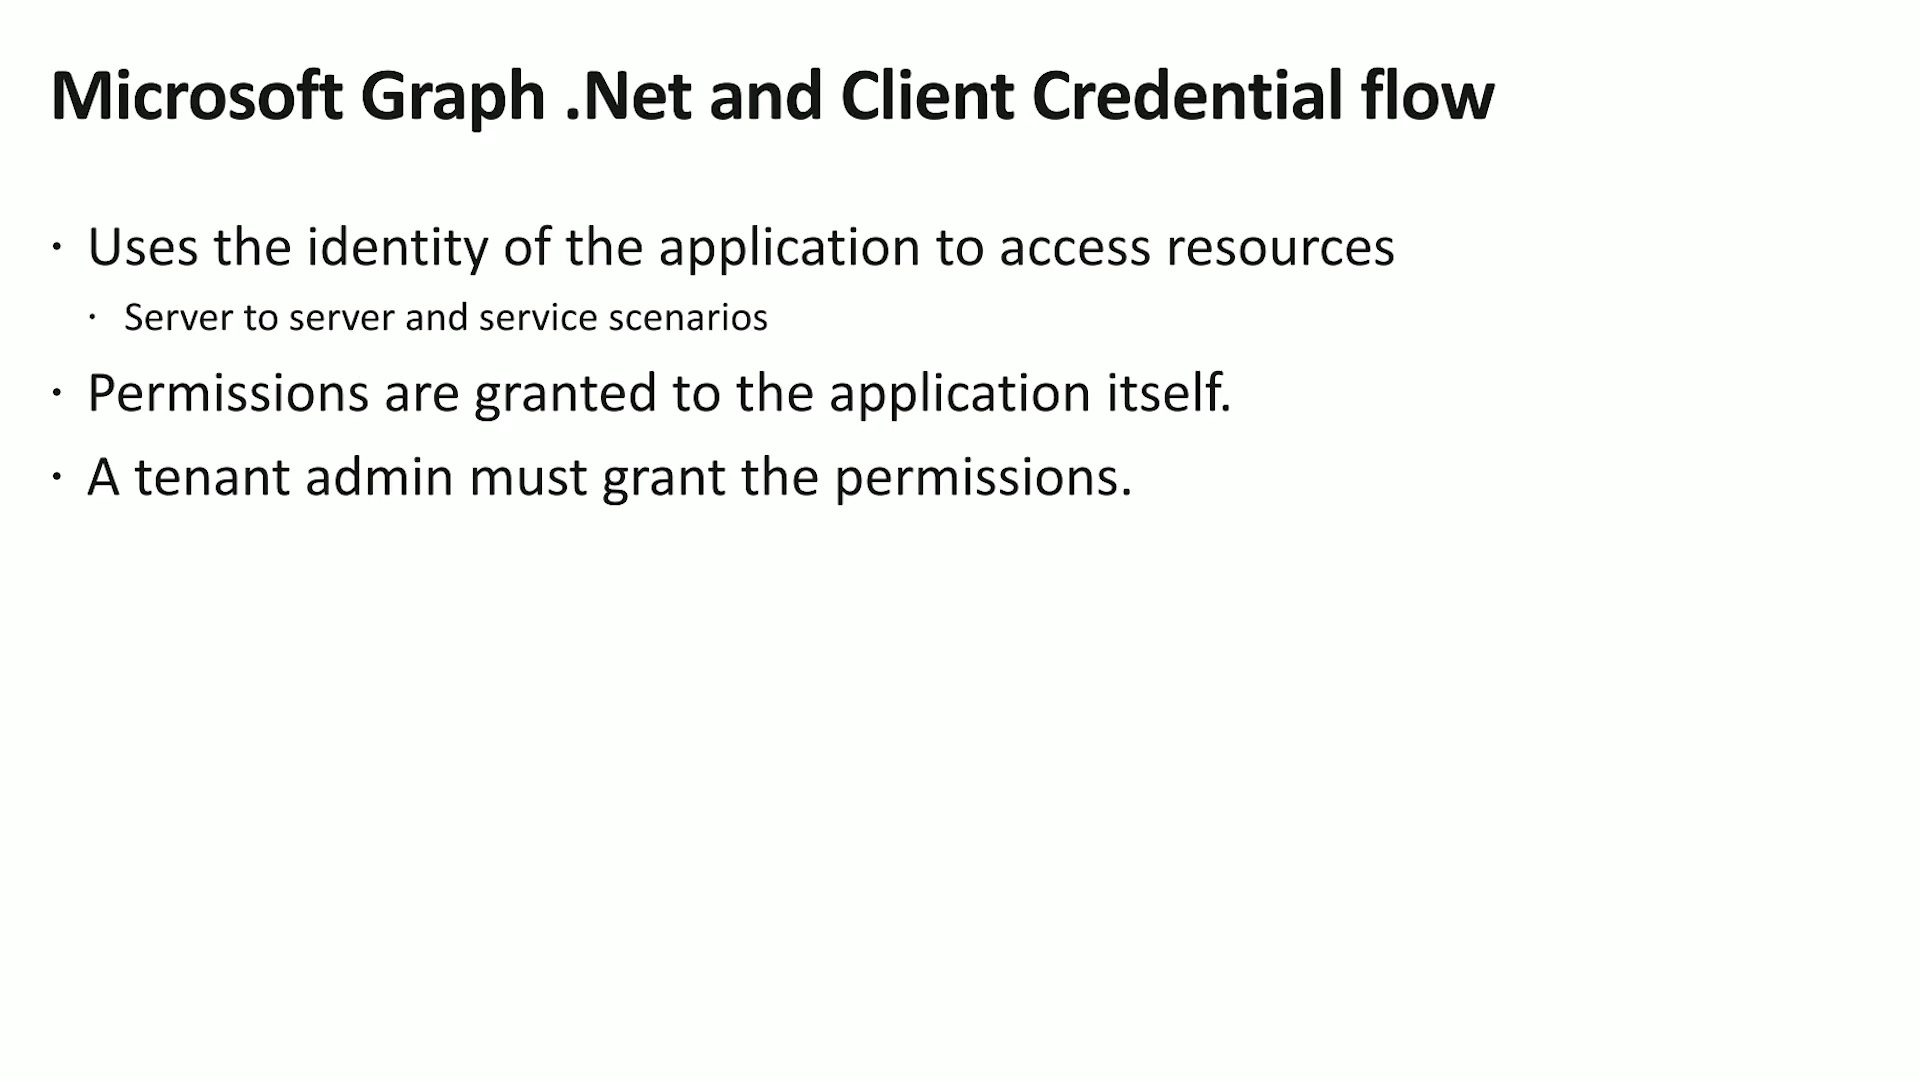 Microsoft Graph .Net and Client Credential flow
· Uses the identity of the application to access resources
· Server to server and service scenarios
· Permissions are granted to the application itself.
· A tenant admin must grant the permissions.